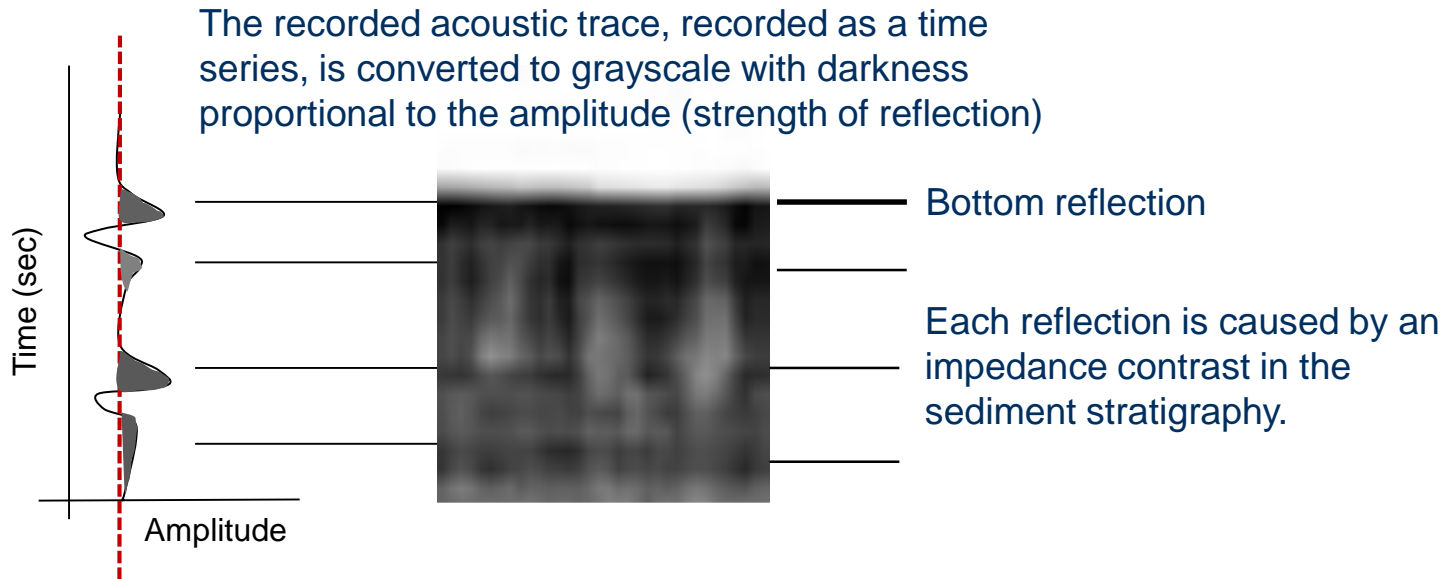 The recorded acoustic trace, recorded as a time
series, is converted to grayscale with darkness
proportional to the amplitude (strength of reflection)
Time (sec)
Amplitude
Bottom reflection
Each reflection is caused by an
impedance contrast in the
sediment stratigraphy.